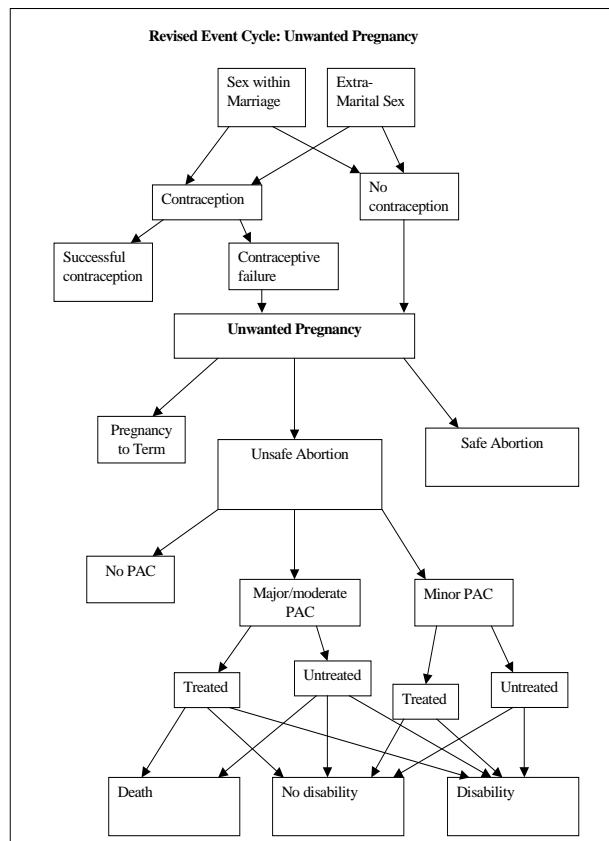 Revised Event Cycle: Unwanted Pregnancy
Sex within
Marriage
Extra-
Marital Sex
Contraception
No
contraception
Successful
contraception
Contraceptive
failure
Unwanted Pregnancy
Pregnancy
to Term
Unsafe Abortion
Safe Abortion
No PAC
Major/moderate
PAC
Minor PAC
Treated
Untreated
Treated
Untreated
Death
No disability
Disability